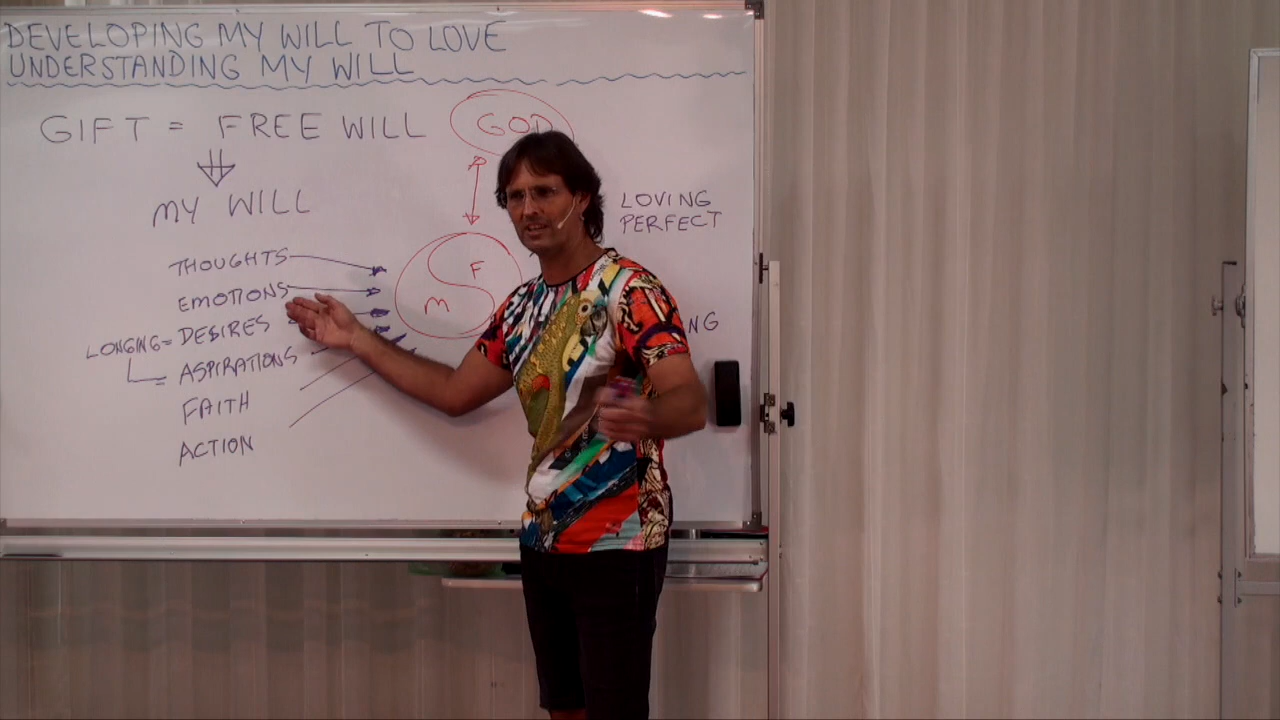 DEVELOPING MY WILL TO LOVE
UNDERSTANDING MY WILL
GIFT = FREE WILL
GOD
MY WILL
LOVING
PERFECT
THOUGHTS
F
EMOTIONS
M
LONGING = DESIRES
NG
= ASPIRATIONS
FAITH
ACTION